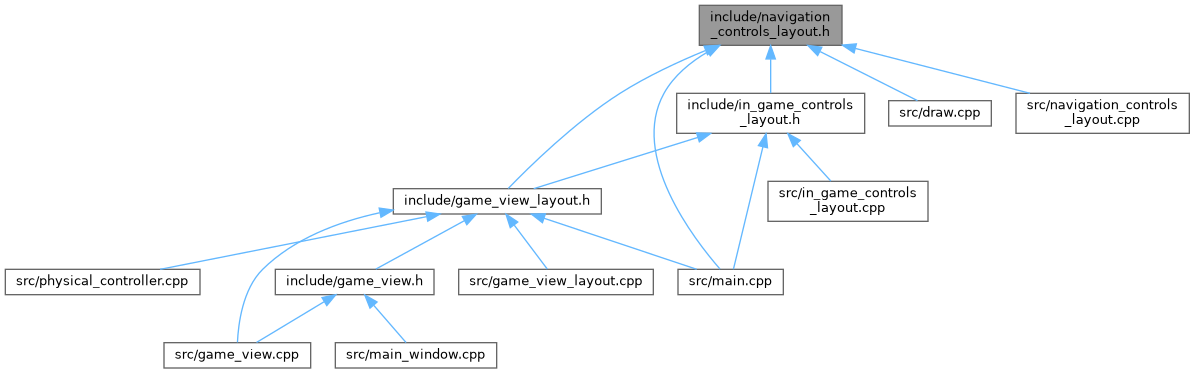 include/navigation
_controls_layout.h
include/in_game_controls
_layout.h
src/draw.cpp
src/navigation_controls
_layout.cpp
include/game_view_layout.h
src/in_game_controls
_layout.cpp
src/physical_controller.cpp
include/game_view.h
src/game_view_layout.cpp
src/main.cpp
src/game_view.cpp
src/main_window.cpp